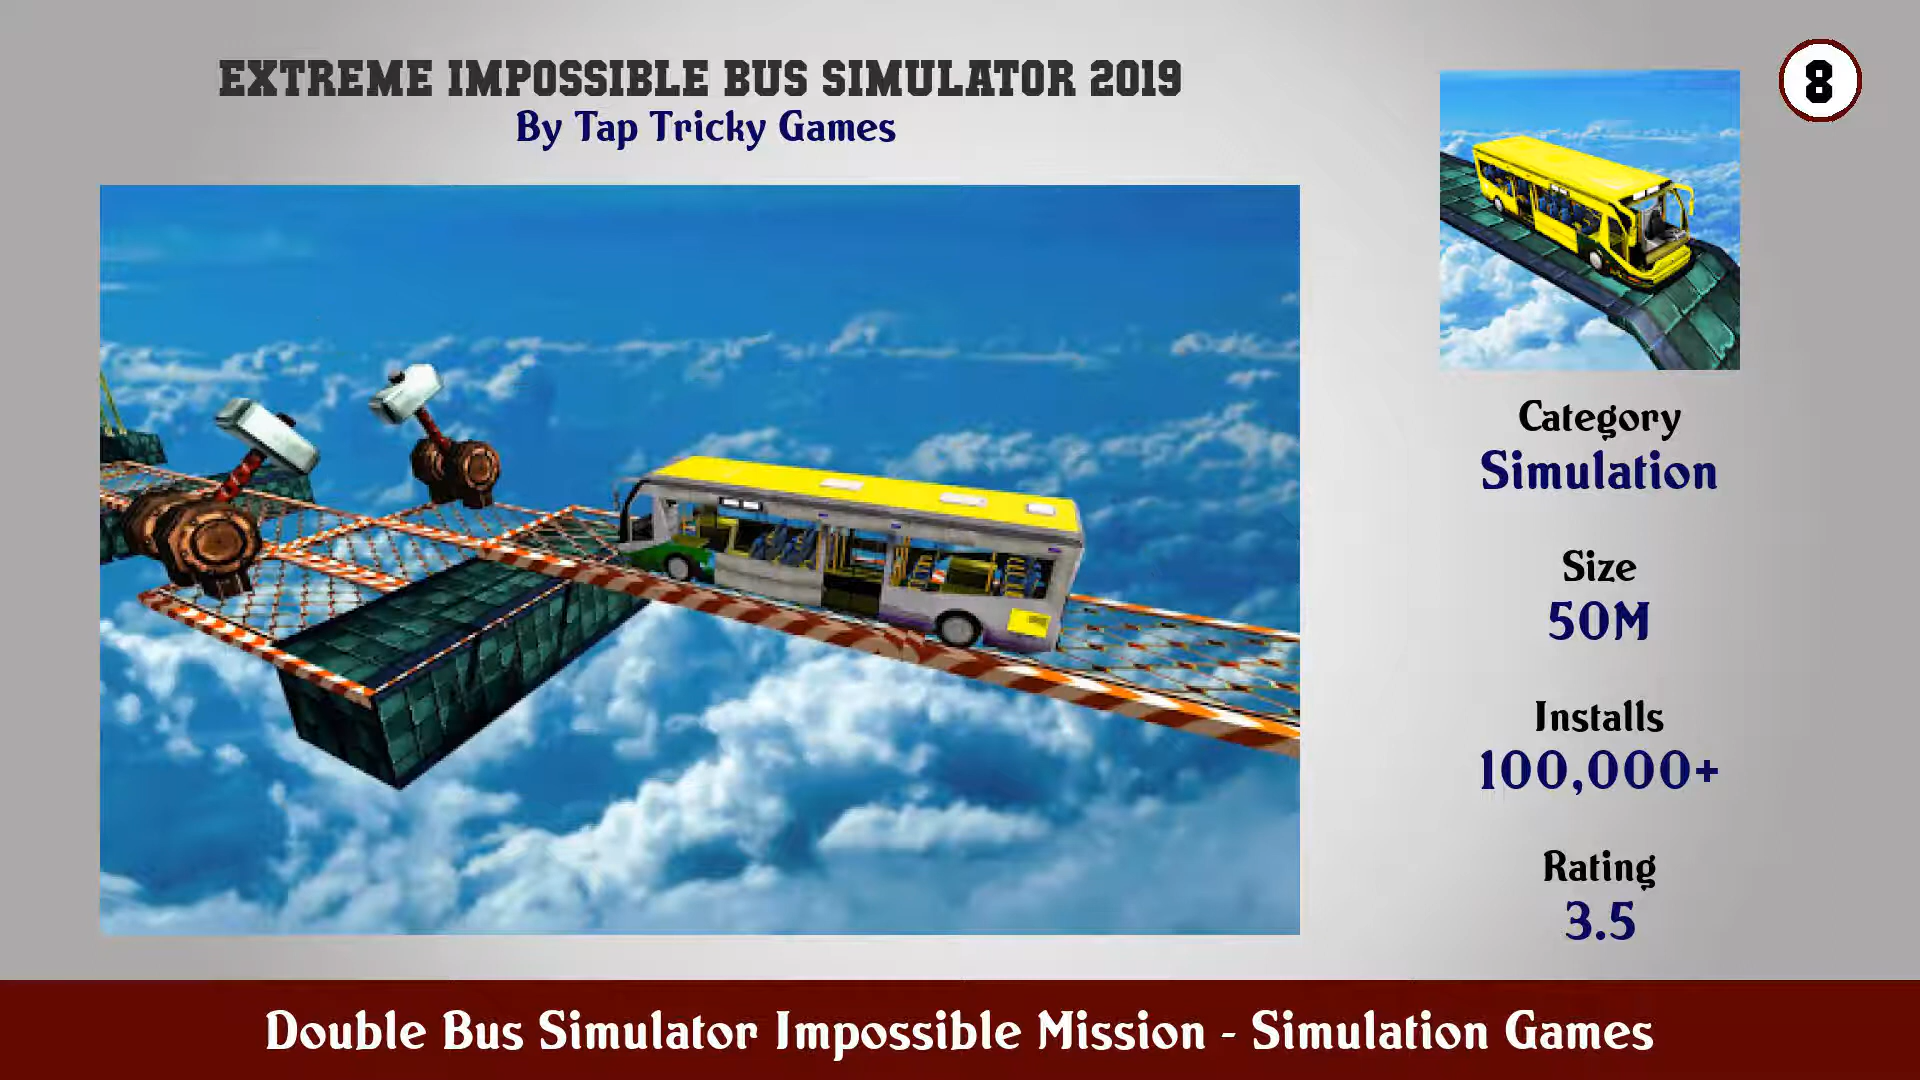 EXTREME IMPOSSIBLE BUS SIMULATOR 2019
By Tap Tricky Games
8
Category
Simulation
Size
50M
Installs
100,000+
Rating
3.5
Double Bus Simulator Impossible Mission - Simulation Games